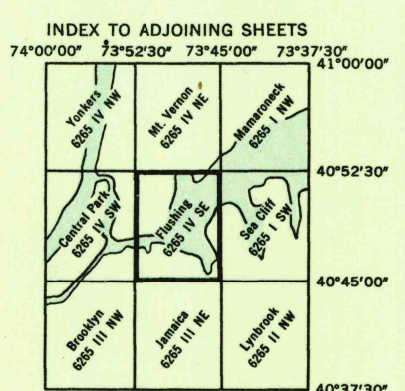 INDEX TO ADJOINING SHEETS
74°00'00" 73°52'30" 73°45'00" 73°37'30"
41°00'00"
Yonkers
6265 IV NW
Mt. Vernon
6265 IV NE
Mamaroneck
6265 I NW
40°52'30"
Central Park
6265 IV SW
Flushing
6265 IV SE
Sea Cliff
6265 I SW
40°45'00"
Brooklyn
6265 III NW
Jamaica
6265 III NE
Lynbrook
6265 II NW
40°37'30"